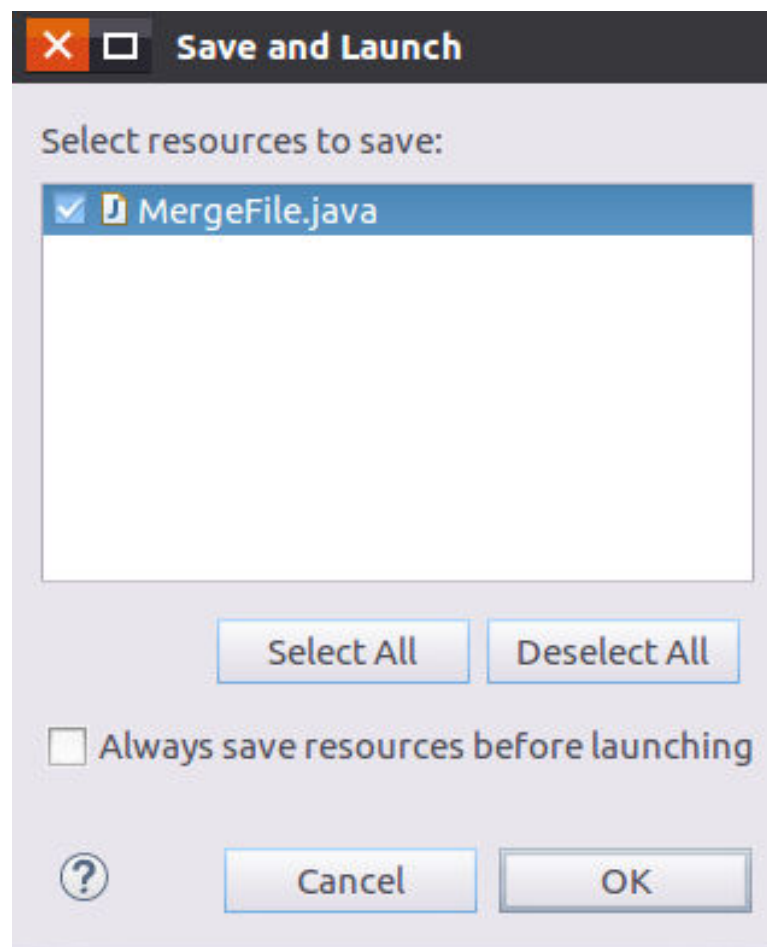 Save and Launch
Select resources to save:
MergeFile.java
Select All Deselect All
Always save resources before launching
? Cancel OK